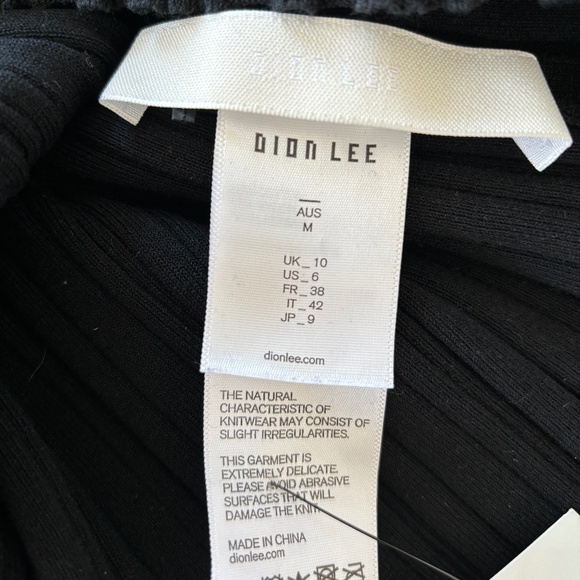 DION LEE
DION LEE
AUS
M
UK_10
US_6
FR_38
IT_42
JP_9
dionlee.com
THE NATURAL
CHARACTERISTIC OF
KNITWEAR MAY CONSIST OF
SLIGHT IRREGULARITIES.
THIS GARMENT IS
EXTREMELY DELICATE.
PLEASE AVOID ABRASIVE
SURFACES THAT WILL
DAMAGE THE KNIT.
MADE IN CHINA
dionlee.com